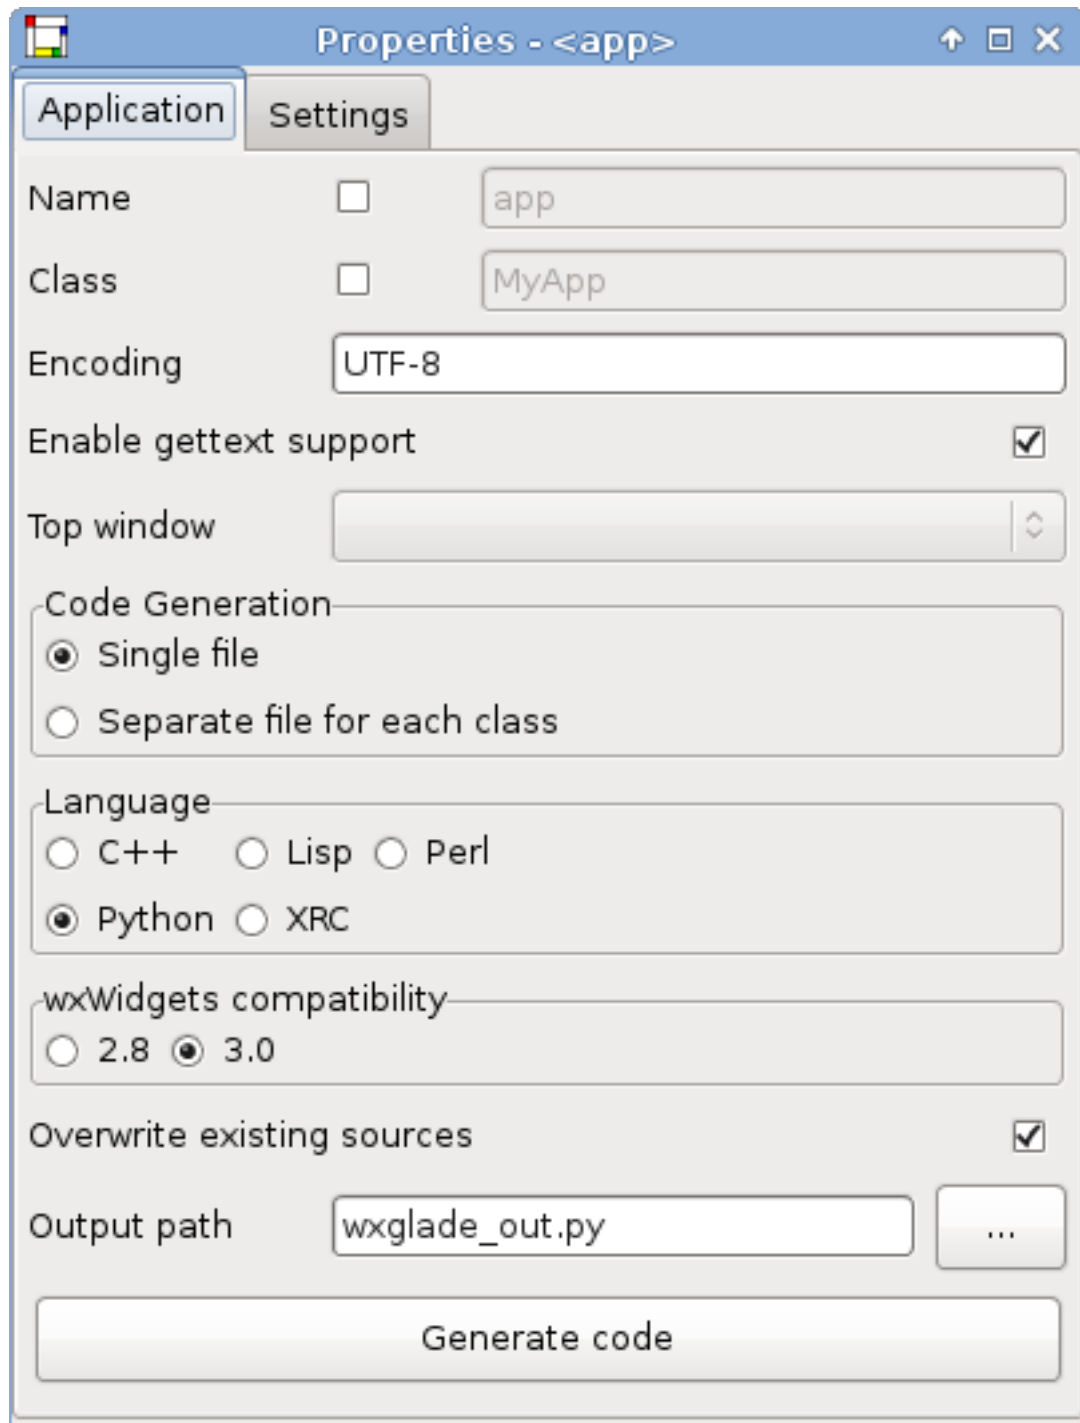 Properties - <app>
Application Settings
Name app
Class MyApp
Encoding UTF-8
Enable gettext support
Top window
Code Generation
Single file
Separate file for each class
Language
C++ Lisp Perl
Python XRC
wxWidgets compatibility
2.8 3.0
Overwrite existing sources
Output path wxglade_out.py ...
Generate code